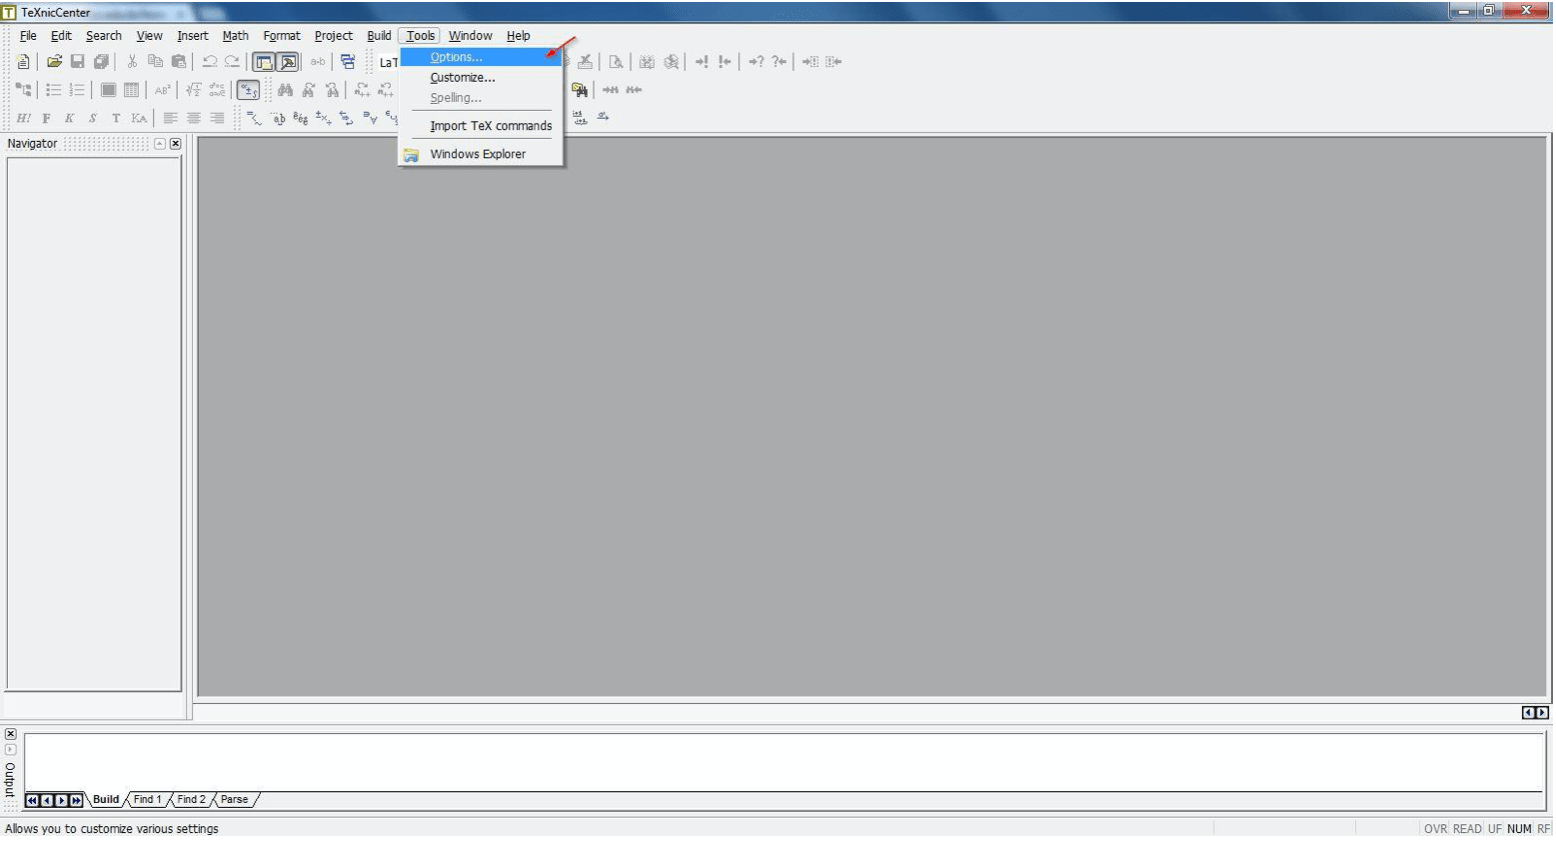 TeXnicCenter
File Edit Search View Insert Math Format Project Build Tools Window Help
Options...
LaT
Customize...
Spelling...
H! F K S T KA
Import TeX commands
Navigator
Windows Explorer
Output
Build Find 1 Find 2 Parse
Allows you to customize various settings
OVR READ UF NUM RF